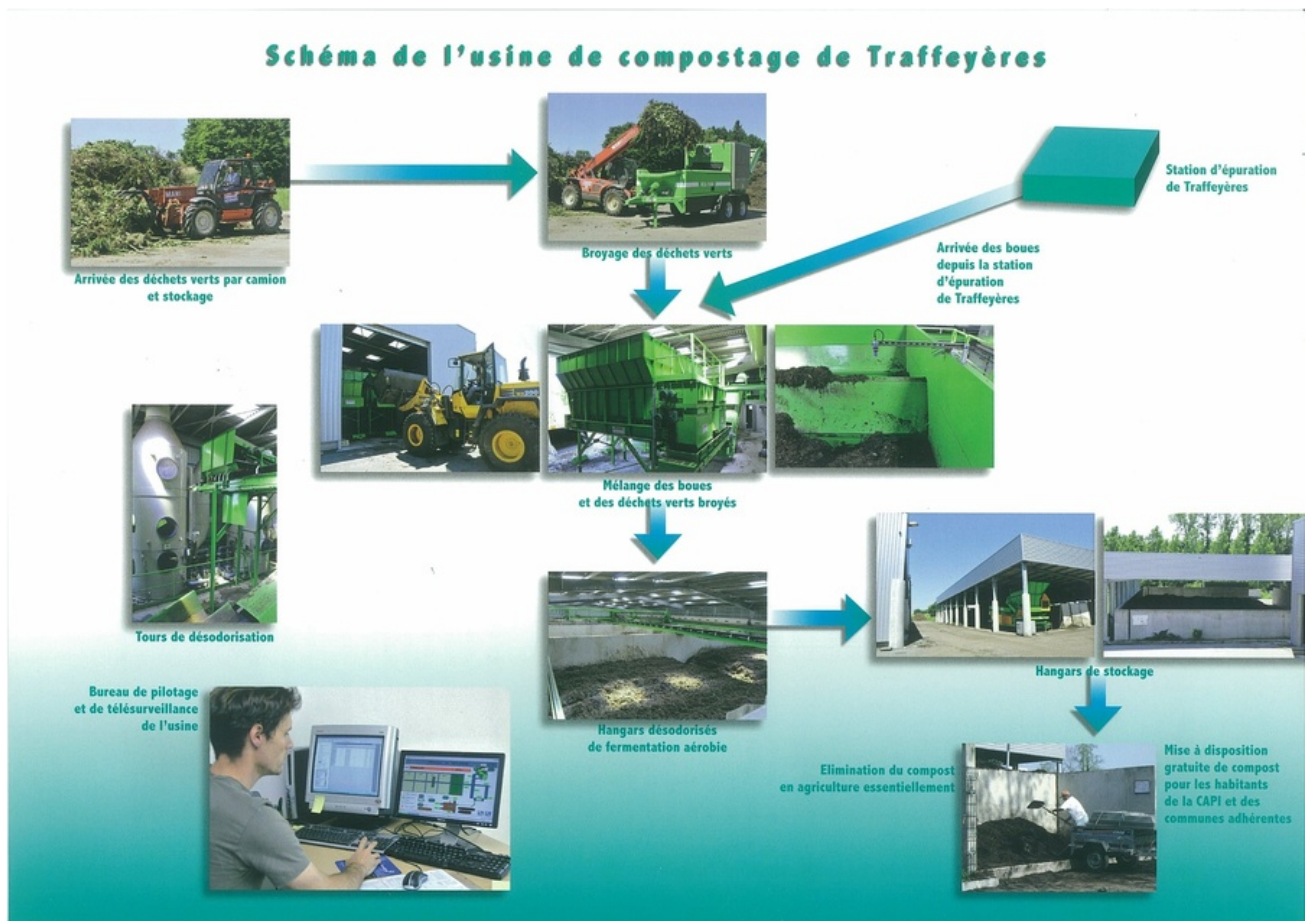 Schéma de l'usine de compostage de Traffeyères
Arrivée des déchets verts par camion
et stockage
Broyage des déchets verts
Station d'épuration
de Traffeyères
Arrivée des boues
depuis la station
d'épuration
de Traffeyères
Mélange des boues
et des déchets verts broyés
Tours de désodorisation
Hangars désodorisés
de fermentation aérobie
Hangars de stockage
Bureau de pilotage
et de télésurveillance
de l'usine
Elimination du compost
en agriculture essentiellement
Mise à disposition
gratuite de compost
pour les habitants
de la CAPI et des
communes adhérentes